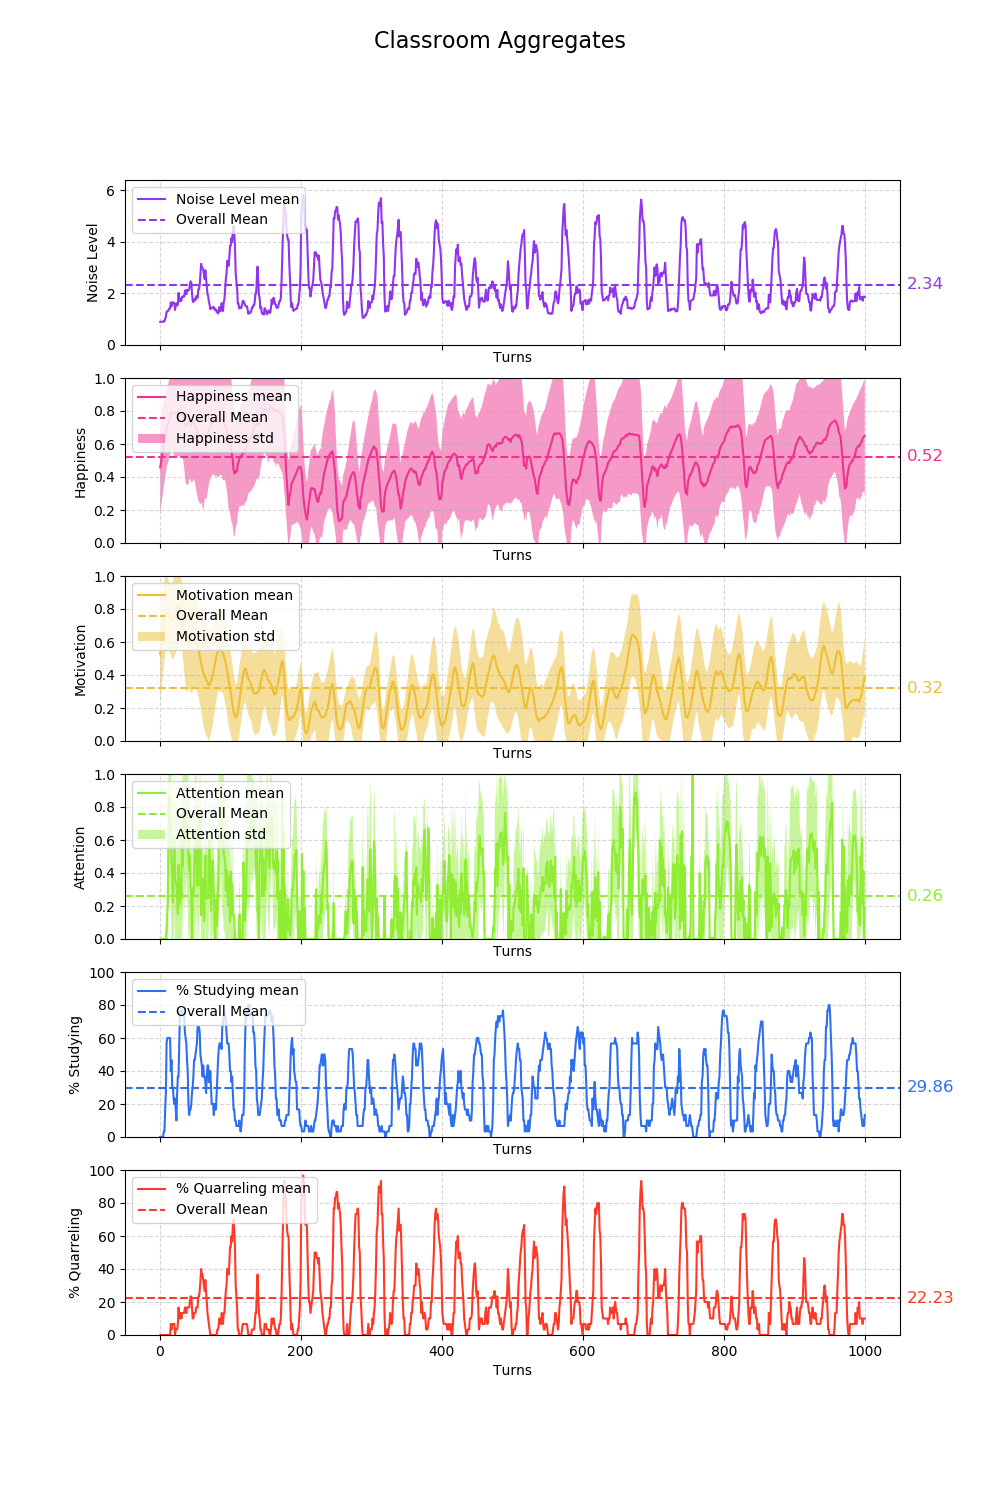 Classroom Aggregates
6
4
2
0
Noise Level
Noise Level mean
Overall Mean
2.34
Turns
1.0
0.8
0.6
0.4
0.2
0.0
Happiness
Happiness mean
Overall Mean
Happiness std
0.52
Turns
1.0
0.8
0.6
0.4
0.2
0.0
Motivation
Motivation mean
Overall Mean
Motivation std
0.32
Turns
1.0
0.8
0.6
0.4
0.2
0.0
Attention
Attention mean
Overall Mean
Attention std
0.26
Turns
100
80
60
40
20
0
% Studying
% Studying mean
Overall Mean
29.86
Turns
100
80
60
40
20
0
% Quarreling
% Quarreling mean
Overall Mean
22.23
0 200 400 600 800 1000
Turns